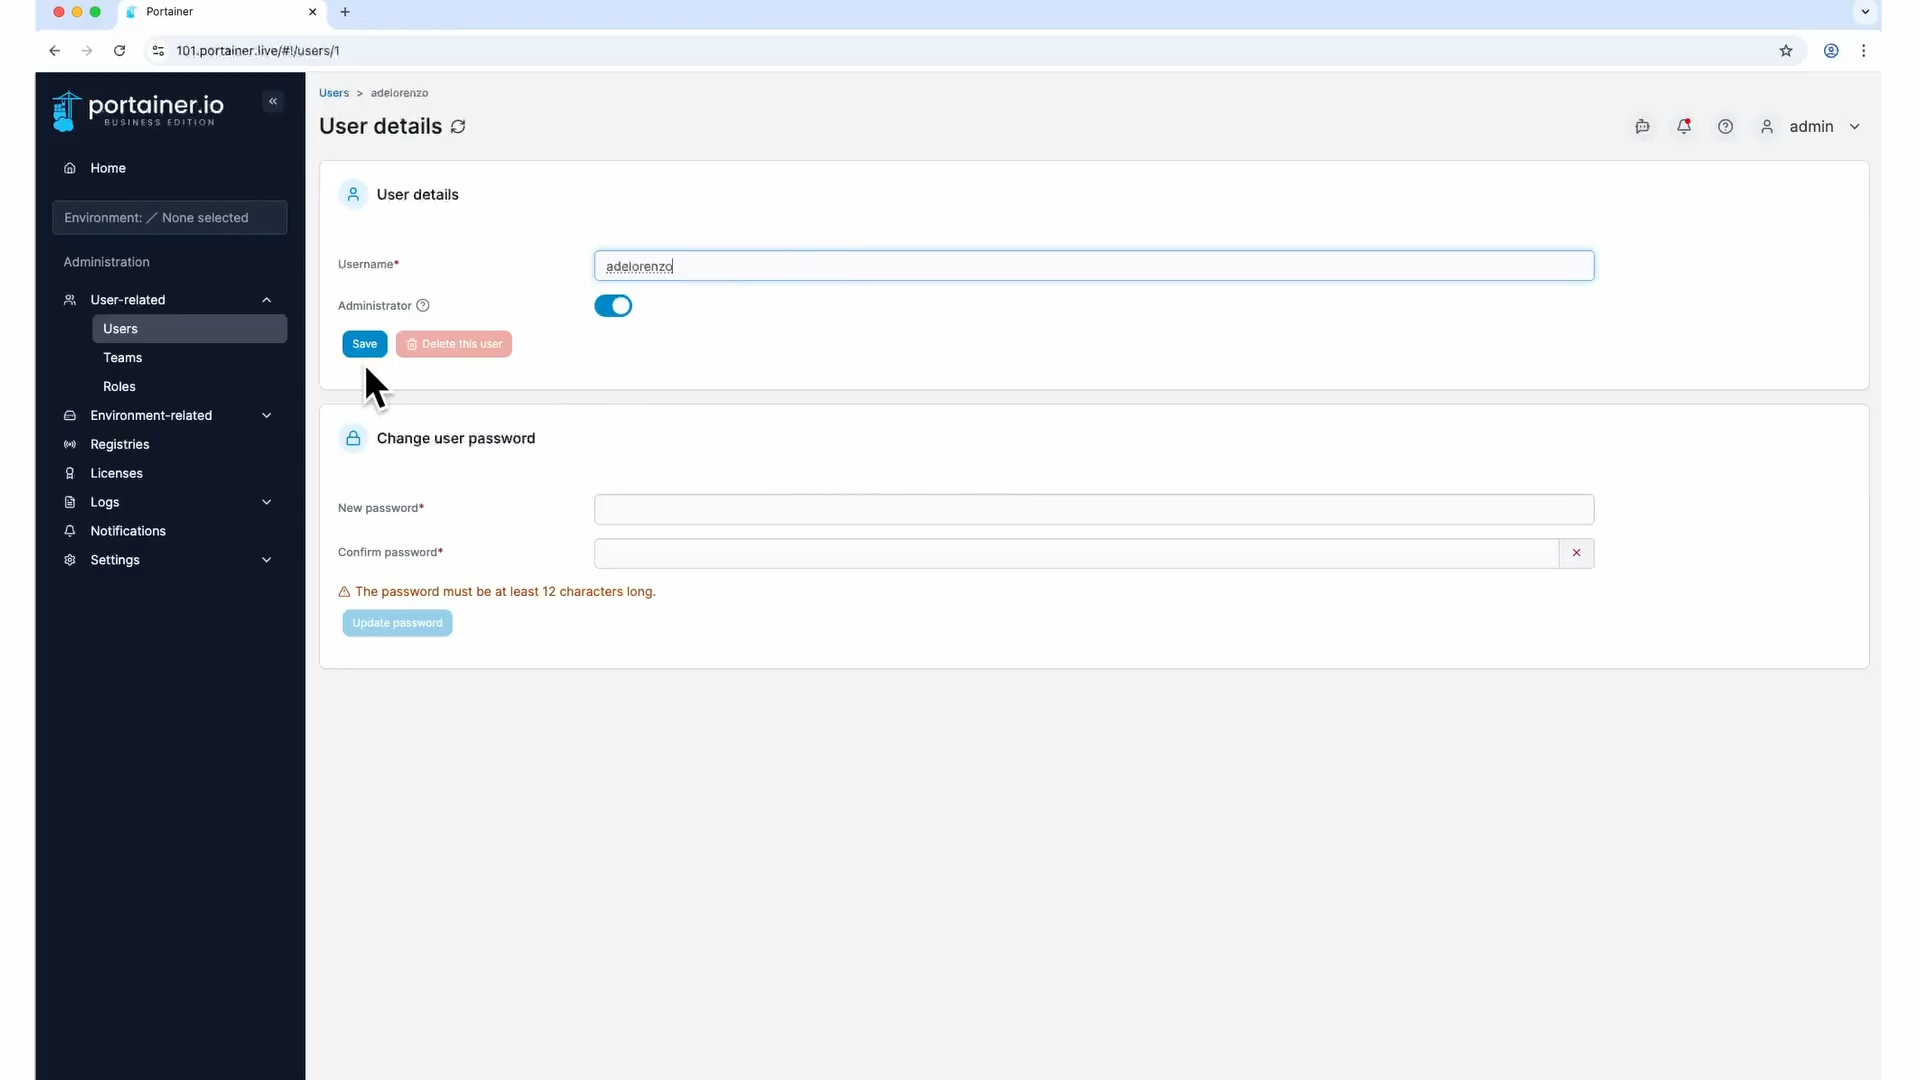 Portainer
101.portainer.live/#!/users/1
portainer.io
BUSINESS EDITION
Home
Environment: None selected
Administration
User-related
Users
Teams
Roles
Environment-related
Registries
Licenses
Logs
Notifications
Settings
Users > adelorenzo
User details
admin
User details
Username*
adelorenzo
Administrator
Save
Delete this user
Change user password
New password*
Confirm password*
The password must be at least 12 characters long.
Update password